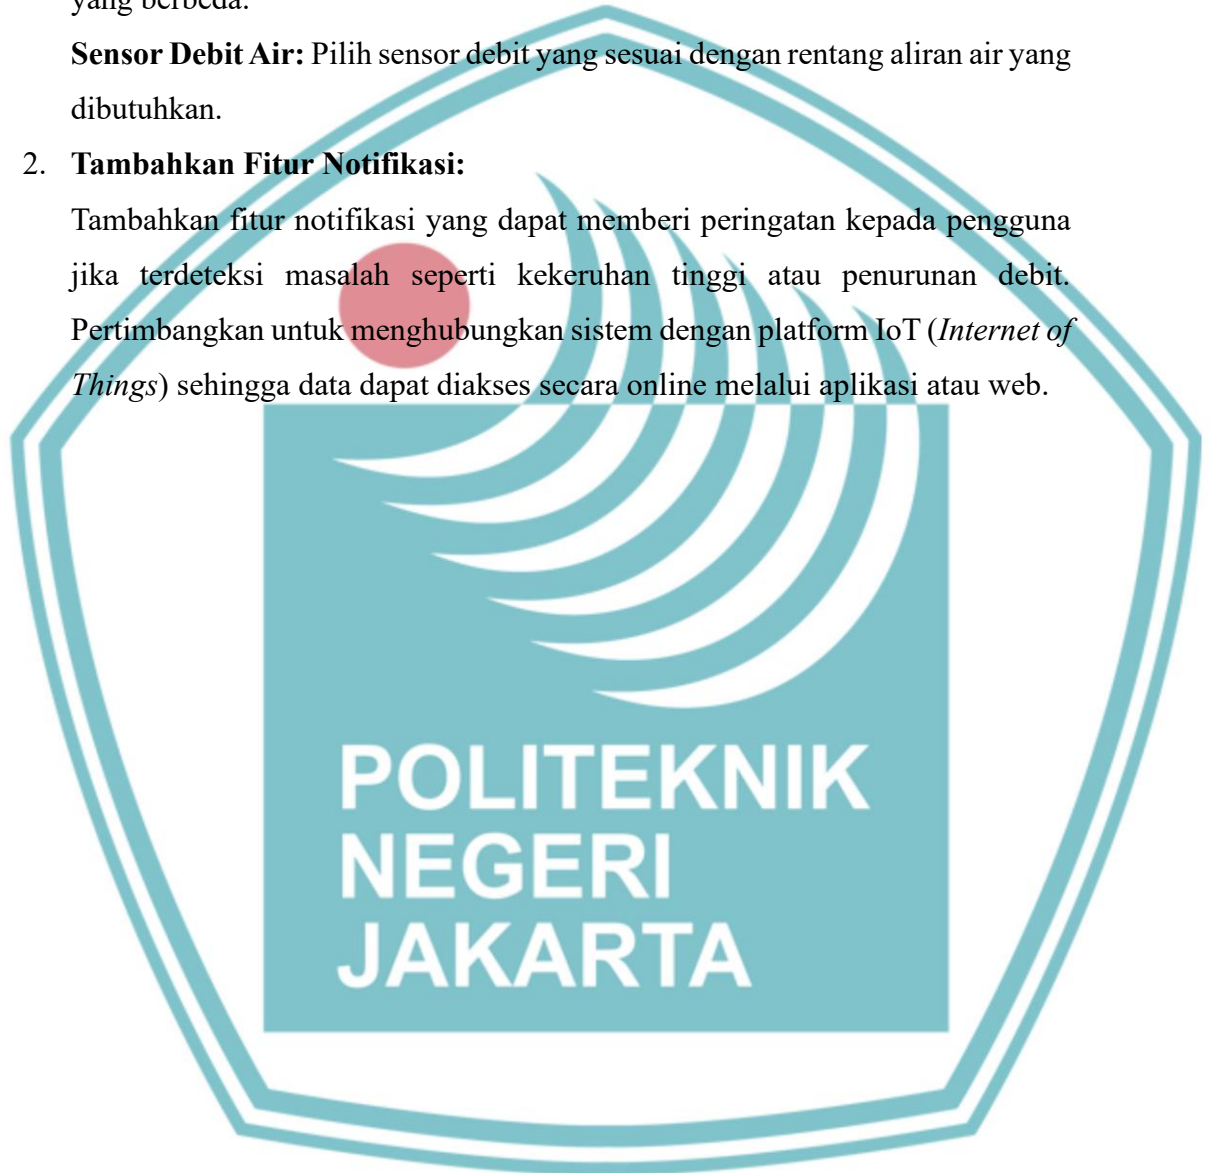 yang berbeda.
Sensor Debit Air: Pilih sensor debit yang sesuai dengan rentang aliran air yang
dibutuhkan.
2. Tambahkan Fitur Notifikasi:
Tambahkan fitur notifikasi yang dapat memberi peringatan kepada pengguna
jika terdeteksi masalah seperti kekeruhan tinggi atau penurunan debit.
Pertimbangkan untuk menghubungkan sistem dengan platform IoT (Internet of
Things) sehingga data dapat diakses secara online melalui aplikasi atau web.
POLITEKNIK
NEGERI
JAKARTA